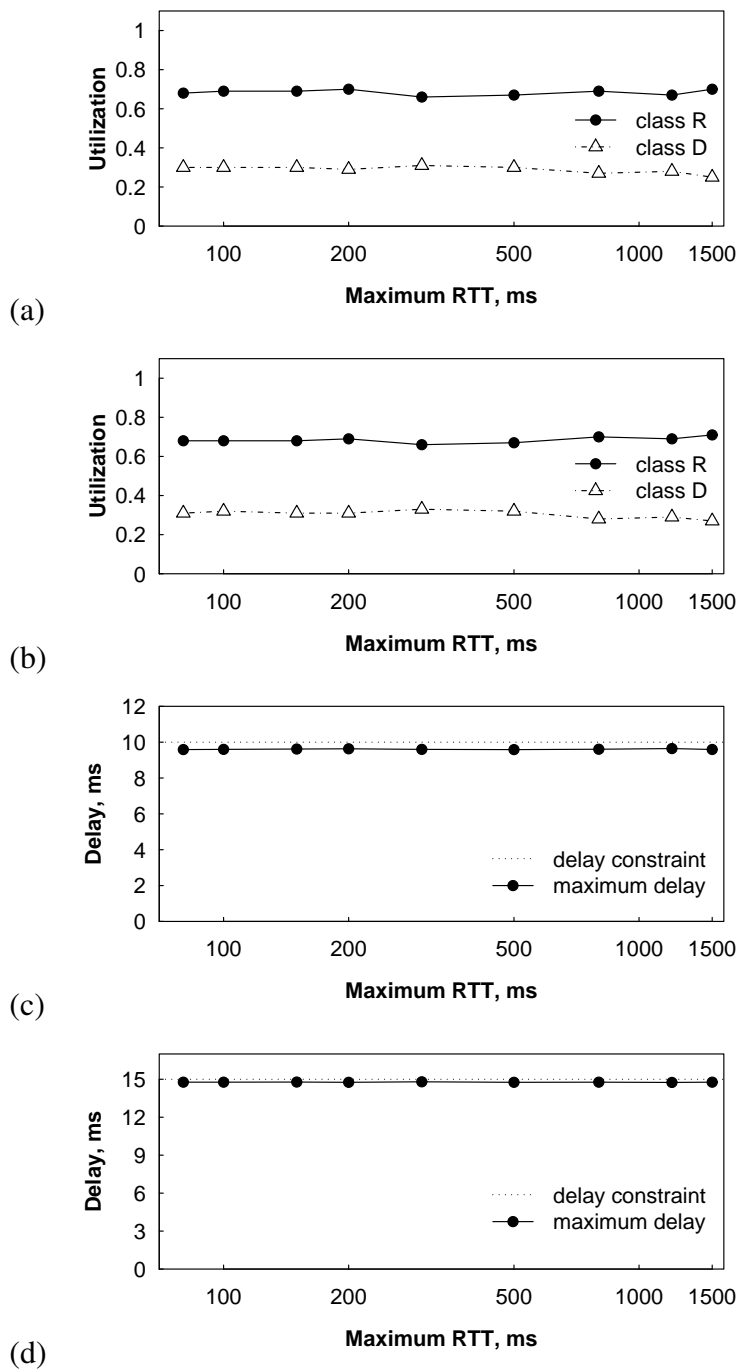 1
0.8
0.6
0.4
0.2
0
Utilization
class R
class D
100 200 500 1000 1500
Maximum RTT, ms
(a)
1
0.8
0.6
0.4
0.2
0
Utilization
class R
class D
100 200 500 1000 1500
Maximum RTT, ms
(b)
12
10
8
6
4
2
0
Delay, ms
delay constraint
maximum delay
100 200 500 1000 1500
Maximum RTT, ms
(c)
15
12
9
6
3
0
Delay, ms
delay constraint
maximum delay
100 200 500 1000 1500
Maximum RTT, ms
(d)